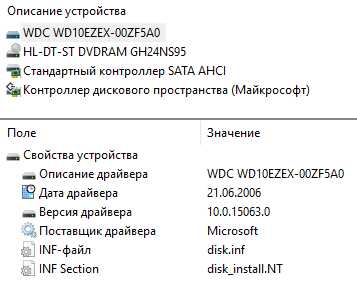 Описание устройства
WDC WD10EZEX-00ZF5A0
HL-DT-ST DVDRAM GH24NS95
Стандартный контроллер SATA AHCI
Контроллер дискового пространства (Майкрософт)
Поле Значение
Свойства устройства
Описание драйвера WDC WD10EZEX-00ZF5A0
Дата драйвера 21.06.2006
Версия драйвера 10.0.15063.0
Поставщик драйвера Microsoft
INF-файл disk.inf
INF Section disk_install.NT